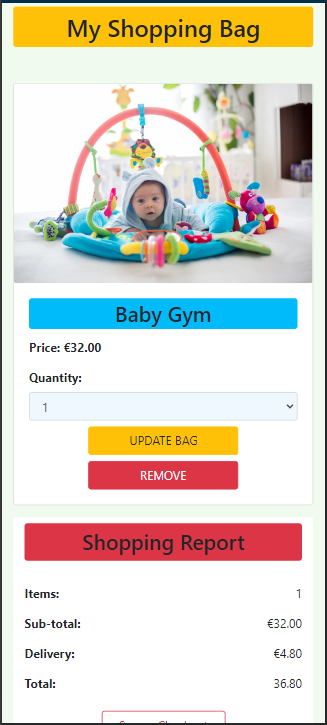 My Shopping Bag
Baby Gym
Price: €32.00
Quantity:
1
UPDATE BAG
REMOVE
Shopping Report
Items: 1
Sub-total: €32.00
Delivery: €4.80
Total: 36.80